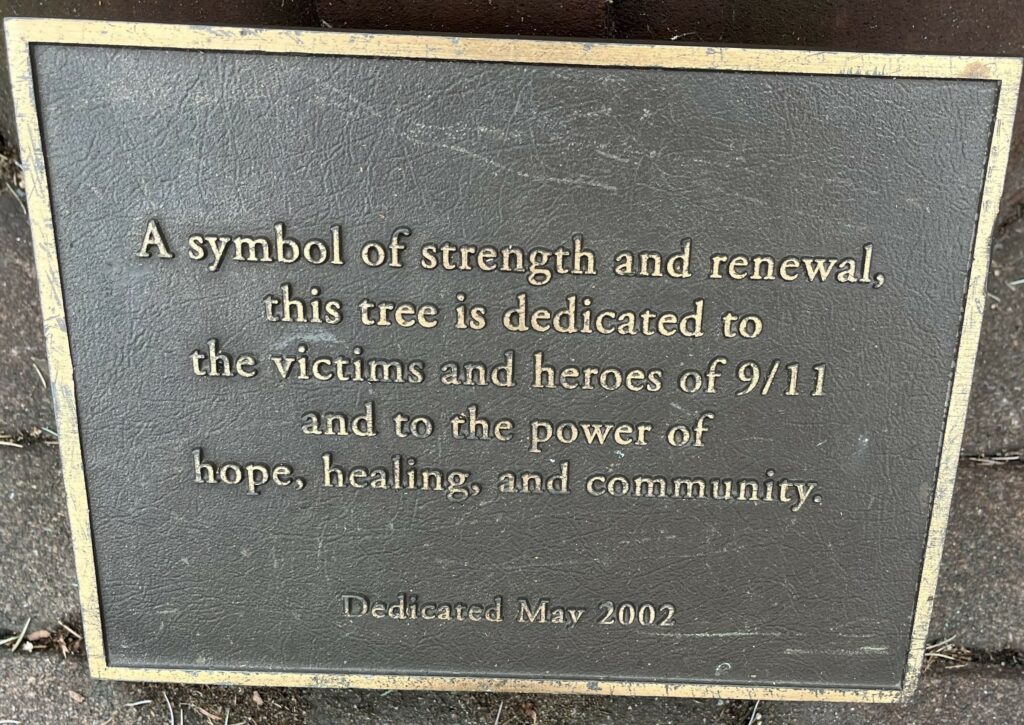 A symbol of strength and renewal,
this tree is dedicated to
the victims and heroes of 9/11
and to the power of
hope, healing, and community.
Dedicated May 2002